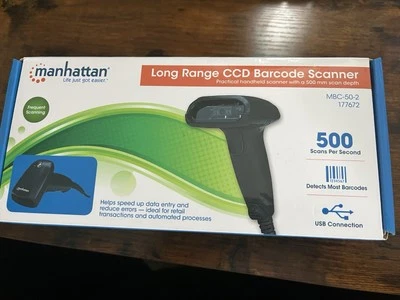 manhattan®
Life just got easier.™
Long Range CCD Barcode Scanner
Practical handheld scanner with a 500 mm scan depth
MBC-50-2
177672
Frequent
Scanning
500
Scans Per Second
Detects Most Barcodes
Helps speed up data entry and
reduce errors — ideal for retail
transactions and automated processes
USB Connection